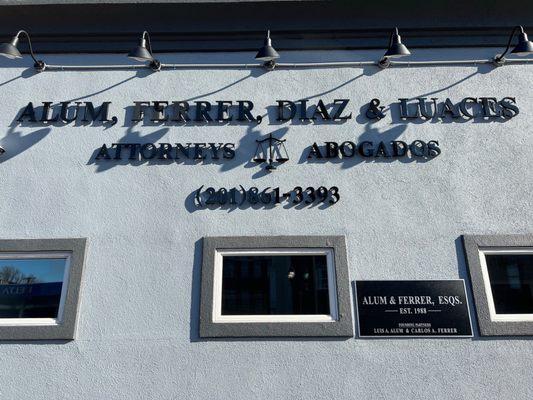 ALUM, FERRER, DIAZ & LUACES
ATTORNEYS ABOGADOS
(201)861-3393
ALUM & FERRER, ESQS.
EST. 1988
FOUNDING PARTNERS
LUIS A. ALUM & CARLOS A. FERRER